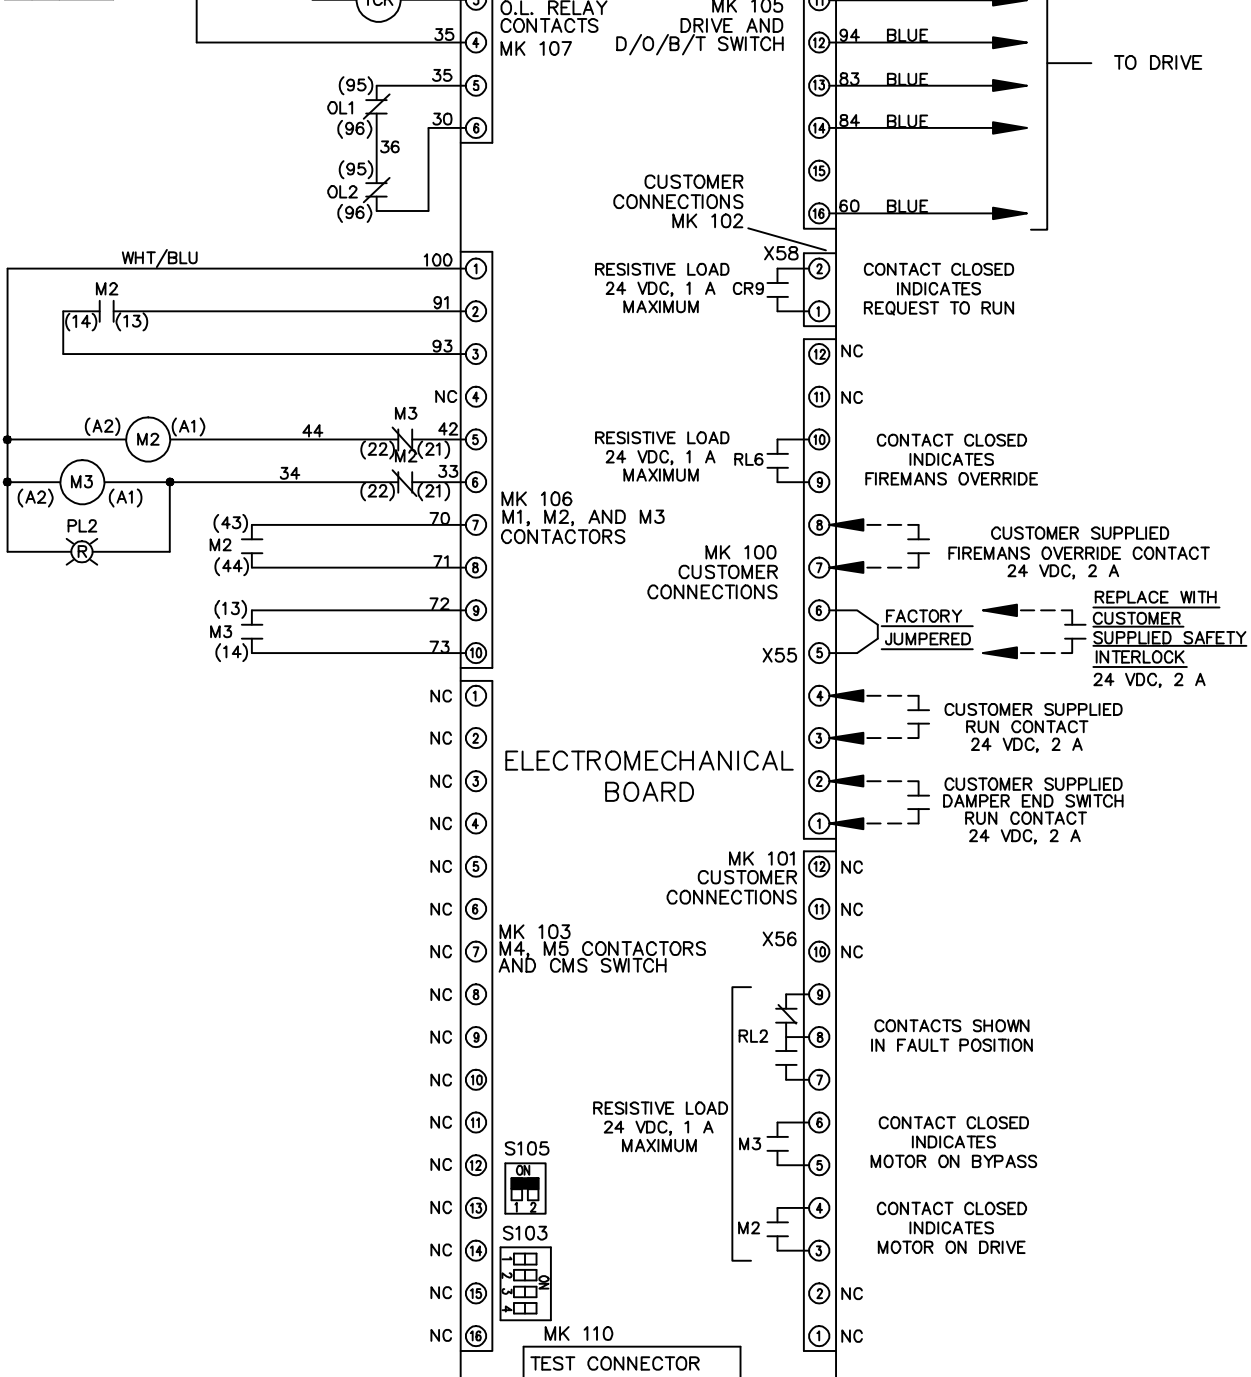 TCR
3
O.L. RELAY
CONTACTS
MK 107
35
4
(95)
35
5
OL1
(96)
30
6
36
(95)
OL2
(96)
MK 105
DRIVE AND
D/O/B/T SWITCH
11
12
94 BLUE
13
83 BLUE
14
84 BLUE
15
16
60 BLUE
TO DRIVE
CUSTOMER
CONNECTIONS
MK 102
X58
WHT/BLU
100
1
M2
91
2
(14) (13)
93
3
NC 4
M3
(A2) M2 (A1)
44
42
5
(22) (21)
M2
(A2) M3 (A1)
34
33
6
(22) (21)
PL2
R
MK 106
M1, M2, AND M3
CONTACTORS
(43)
70
7
M2
(44)
71
8
(13)
72
9
M3
(14)
73
10
RESISTIVE LOAD
24 VDC, 1 A
MAXIMUM
CR9
2
1
CONTACT CLOSED
INDICATES
REQUEST TO RUN
12 NC
11 NC
RESISTIVE LOAD
24 VDC, 1 A
MAXIMUM
RL6
10
9
CONTACT CLOSED
INDICATES
FIREMANS OVERRIDE
MK 100
CUSTOMER
CONNECTIONS
8
7
CUSTOMER SUPPLIED
FIREMANS OVERRIDE CONTACT
24 VDC, 2 A
6
X55
5
FACTORY
JUMPERED
REPLACE WITH
CUSTOMER
SUPPLIED SAFETY
INTERLOCK
24 VDC, 2 A
4
3
CUSTOMER SUPPLIED
RUN CONTACT
24 VDC, 2 A
2
1
CUSTOMER SUPPLIED
DAMPER END SWITCH
RUN CONTACT
24 VDC, 2 A
ELECTROMECHANICAL
BOARD
NC 1
NC 2
NC 3
NC 4
NC 5
NC 6
NC 7
NC 8
NC 9
NC 10
NC 11
NC 12
NC 13
NC 14
NC 15
NC 16
MK 103
M4, M5 CONTACTORS
AND CMS SWITCH
MK 101
CUSTOMER
CONNECTIONS
X56
12 NC
11 NC
10 NC
9
RL2
8
7
CONTACTS SHOWN
IN FAULT POSITION
RESISTIVE LOAD
24 VDC, 1 A
MAXIMUM
M3
6
5
CONTACT CLOSED
INDICATES
MOTOR ON BYPASS
M2
4
3
CONTACT CLOSED
INDICATES
MOTOR ON DRIVE
2 NC
1 NC
S105
ON
1 2
S103
1
2
3
4
ON
MK 110
TEST CONNECTOR